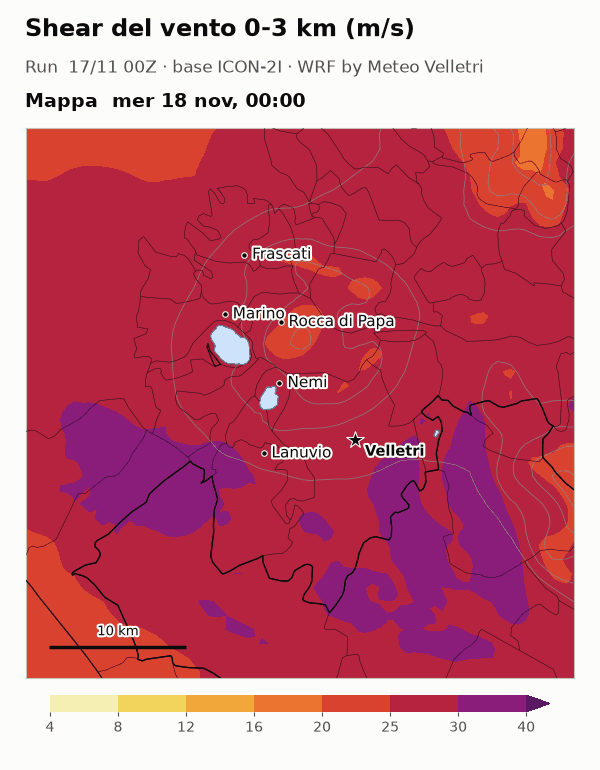 Shear del vento 0-3 km (m/s)
Run  17/11 00Z · base ICON-2I · WRF by Meteo Velletri
Mappa  mer 18 nov, 00:00
Frascati
Marino
Rocca di Papa
Nemi
Velletri
Lanuvio
10 km
4 8 12 16 20 25 30 40